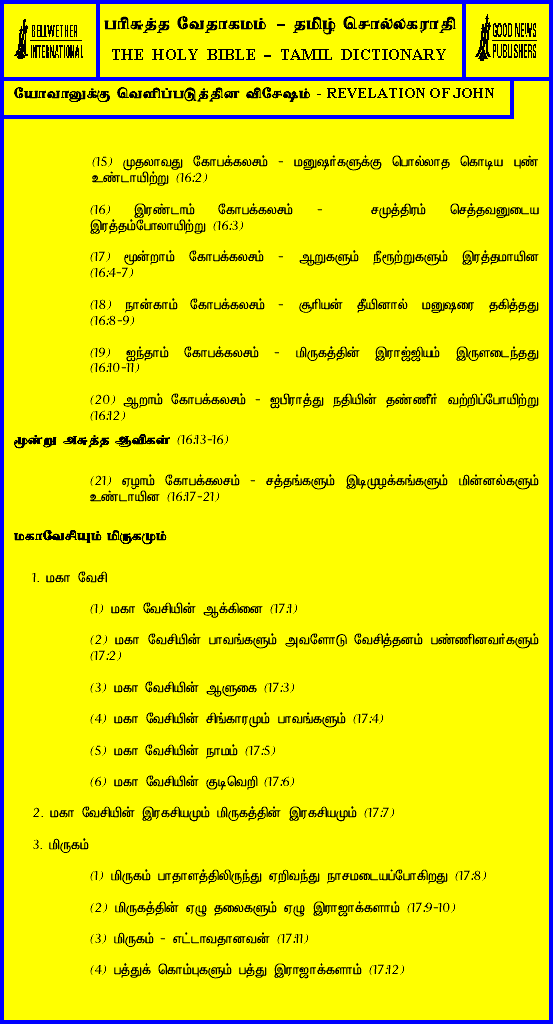 BELLWETHER
INTERNATIONAL
பரிசுத்த வேதாகமம் – தமிழ் சொல்லகராதி
THE HOLY BIBLE – TAMIL DICTIONARY
GOOD NEWS
PUBLISHERS
யோவானுக்கு வெளிப்படுத்தின விசேஷம் - REVELATION OF JOHN
(15) முதலாவது கோபக்கலசம் - மனுஷர்களுக்கு பொல்லாத கொடிய புண்
உண்டாயிற்று (16:2)
(16) இரண்டாம் கோபக்கலசம் - சமுத்திரம் செத்தவனுடைய
இரத்தம்போலாயிற்று (16:3)
(17) மூன்றாம் கோபக்கலசம் - ஆறுகளும் நீரூற்றுகளும் இரத்தமாயின
(16:4-7)
(18) நான்காம் கோபக்கலசம் - சூரியன் தீயினால் மனுஷரை தகித்தது
(16:8-9)
(19) ஐந்தாம் கோபக்கலசம் - மிருகத்தின் இராஜ்ஜியம் இருளடைந்தது
(16:10-11)
(20) ஆறாம் கோபக்கலசம் - ஐபிராத்து நதியின் தண்ணீர் வற்றிப்போயிற்று
(16:12)
மூன்று அசுத்த ஆவிகள் (16:13-16)
(21) ஏழாம் கோபக்கலசம் - சத்தங்களும் இடிமுழக்கங்களும் மின்னல்களும்
உண்டாயின (16:17-21)
மகாவேசியும் மிருகமும்
1. மகா வேசி
(1) மகா வேசியின் ஆக்கினை (17:1)
(2) மகா வேசியின் பாவங்களும் அவளோடு வேசித்தனம் பண்ணினவர்களும்
(17:2)
(3) மகா வேசியின் ஆளுகை (17:3)
(4) மகா வேசியின் சிங்காரமும் பாவங்களும் (17:4)
(5) மகா வேசியின் நாமம் (17:5)
(6) மகா வேசியின் குடிவெறி (17:6)
2. மகா வேசியின் இரகசியமும் மிருகத்தின் இரகசியமும் (17:7)
3. மிருகம்
(1) மிருகம் பாதாளத்திலிருந்து ஏறிவந்து நாசமடையப்போகிறது (17:8)
(2) மிருகத்தின் ஏழு தலைகளும் ஏழு இராஜாக்களாம் (17:9-10)
(3) மிருகம் - எட்டாவதானவன் (17:11)
(4) பத்துக் கொம்புகளும் பத்து இராஜாக்களாம் (17:12)